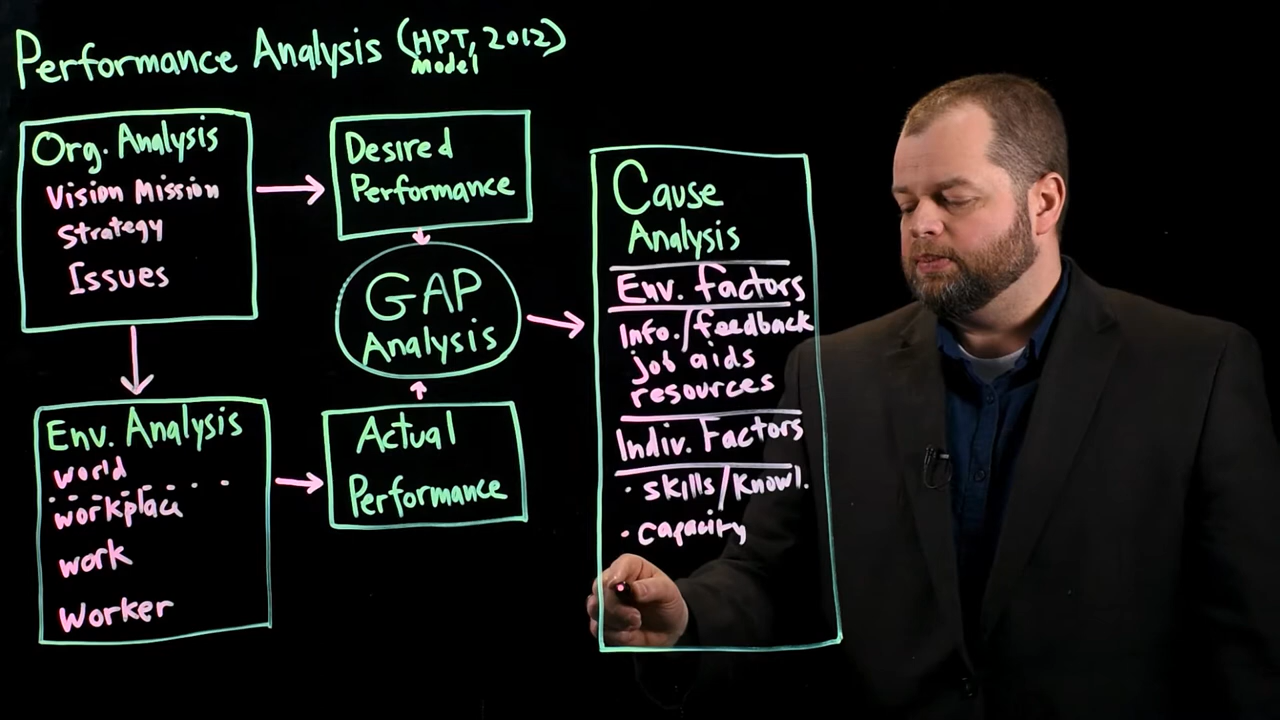 Performance Analysis (HPT, 2012)
Model
Org. Analysis
Vision Mission
Strategy
Issues
Desired
Performance
GAP
Analysis
Env. Analysis
world
workplace
work
Worker
Actual
Performance
Cause
Analysis
Env. factors
Info./feedback
job aids
resources
Indiv. Factors
· skills/Knowl.
· capacity